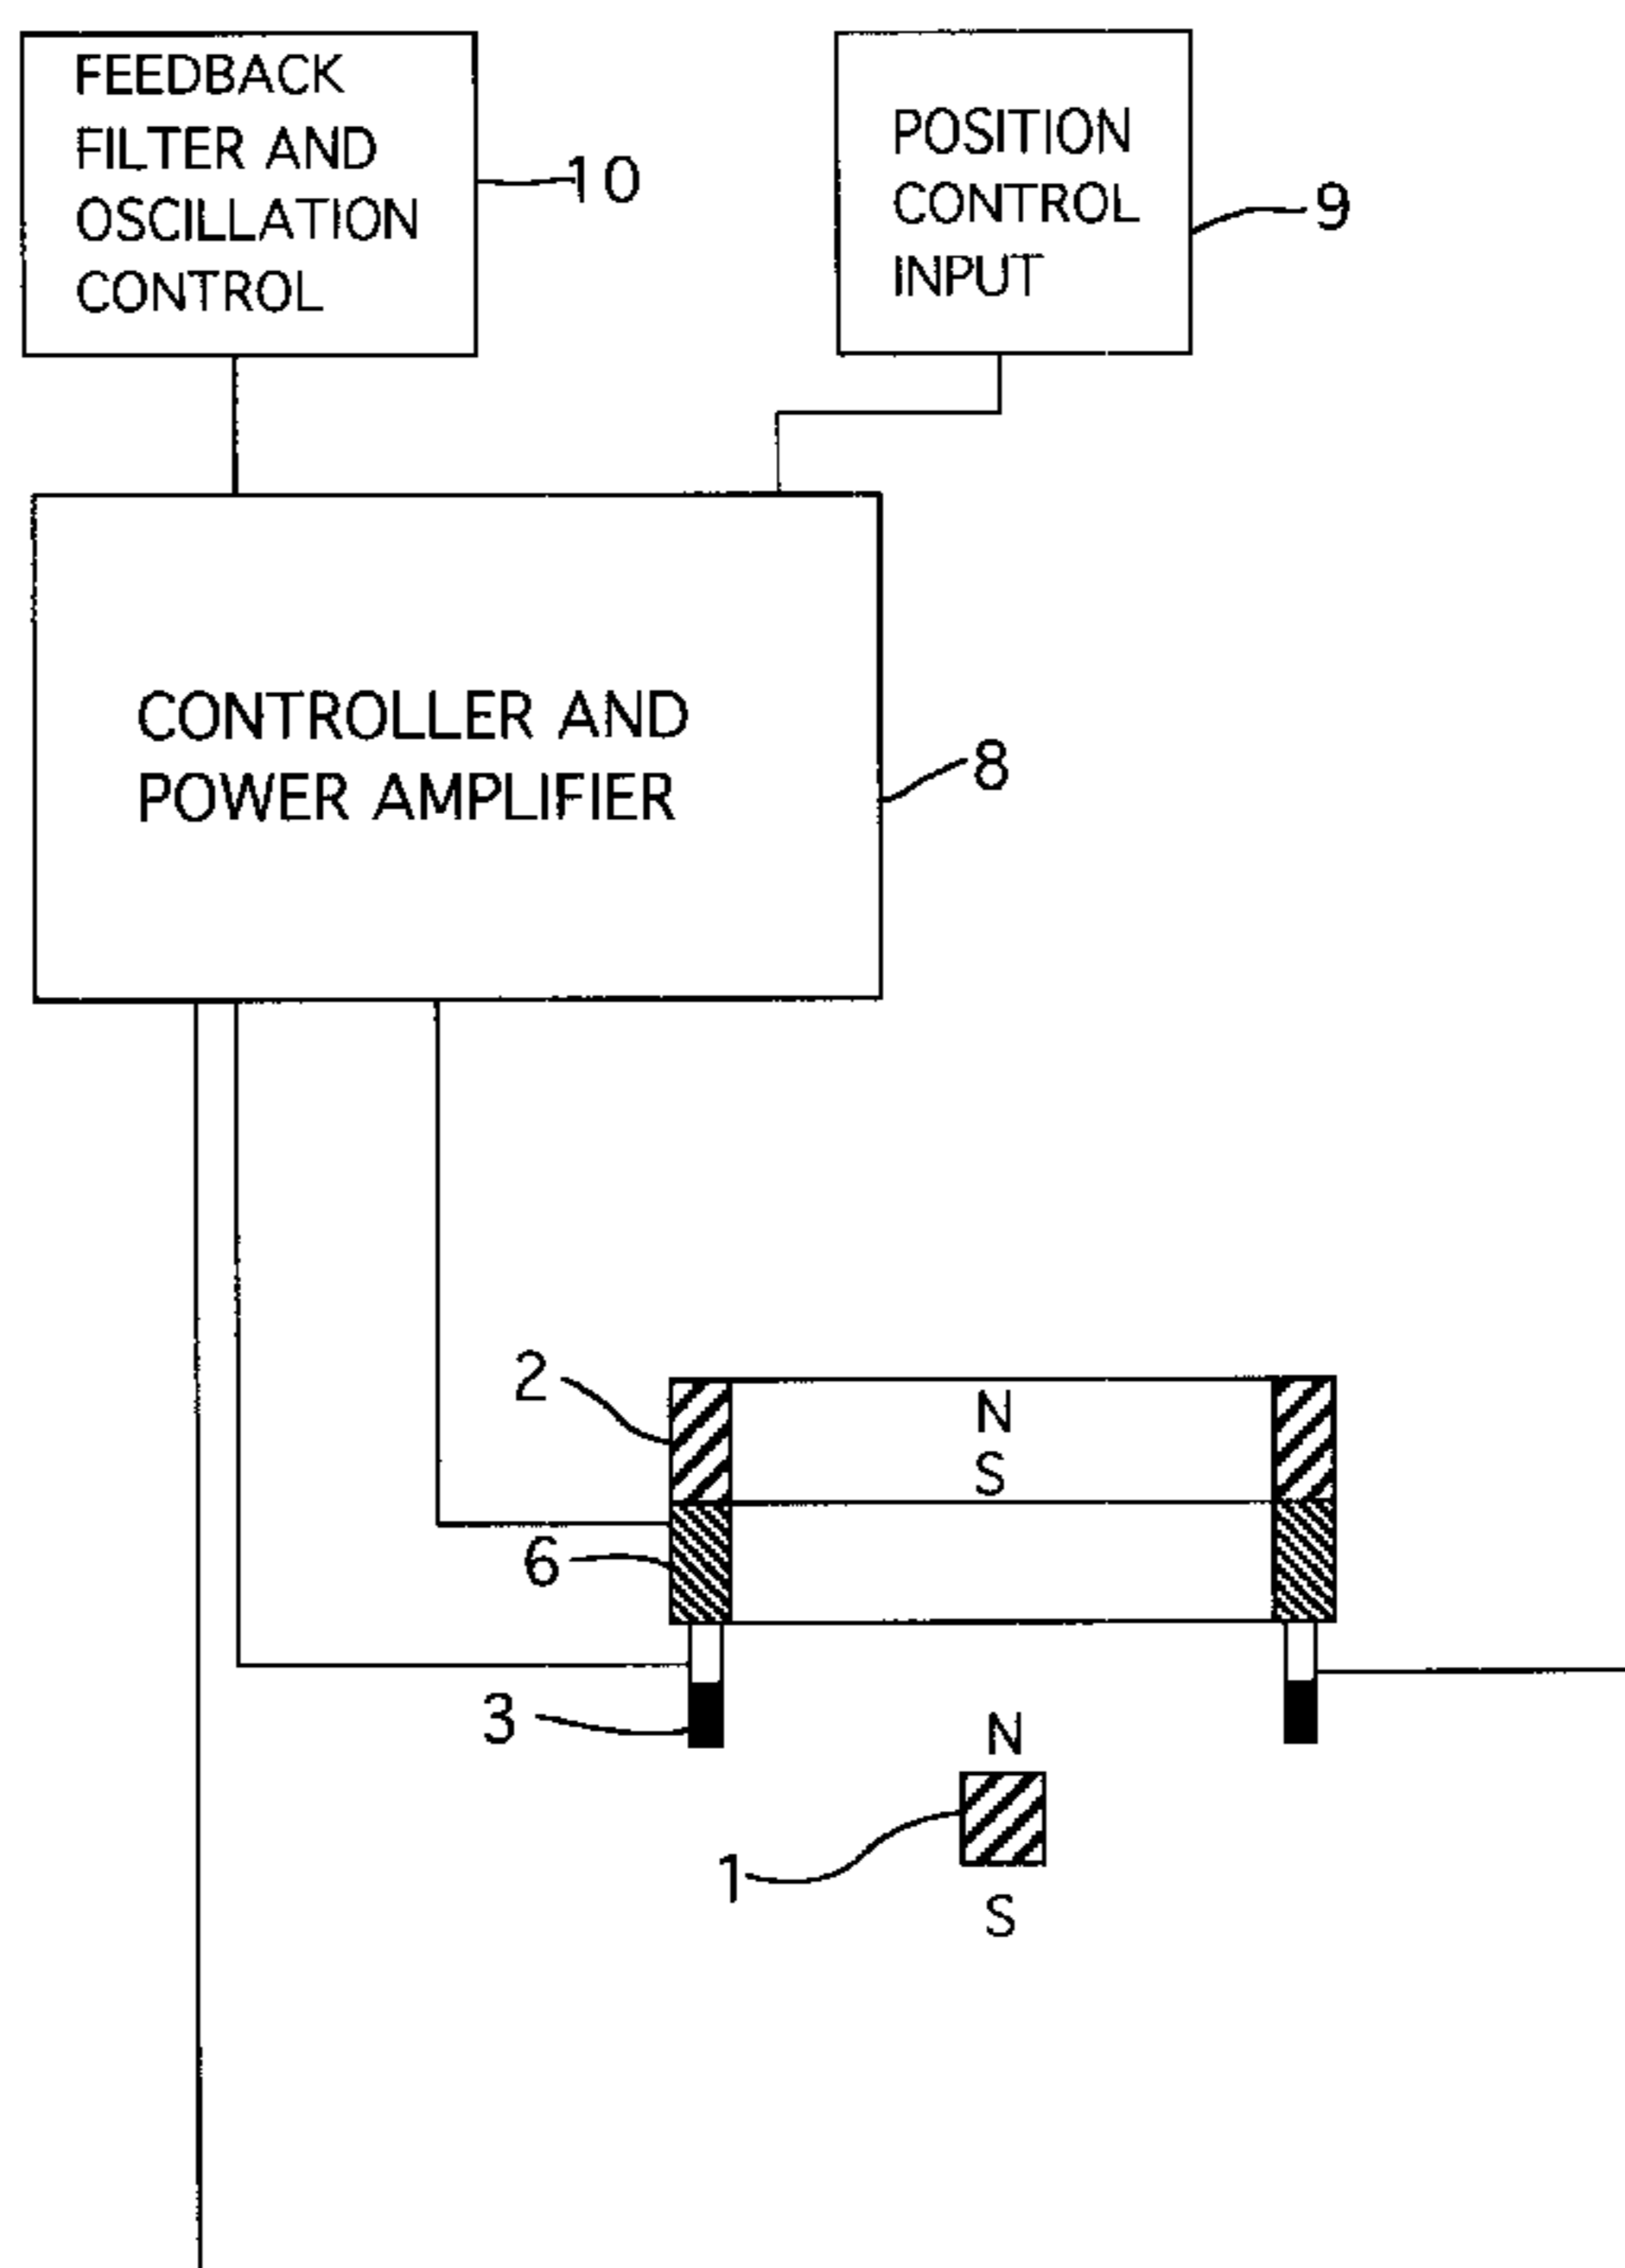 FEEDBACK
FILTER AND
OSCILLATION
CONTROL
10
POSITION
CONTROL
INPUT
9
CONTROLLER AND
POWER AMPLIFIER
8
2
N
S
6
3
N
1
S